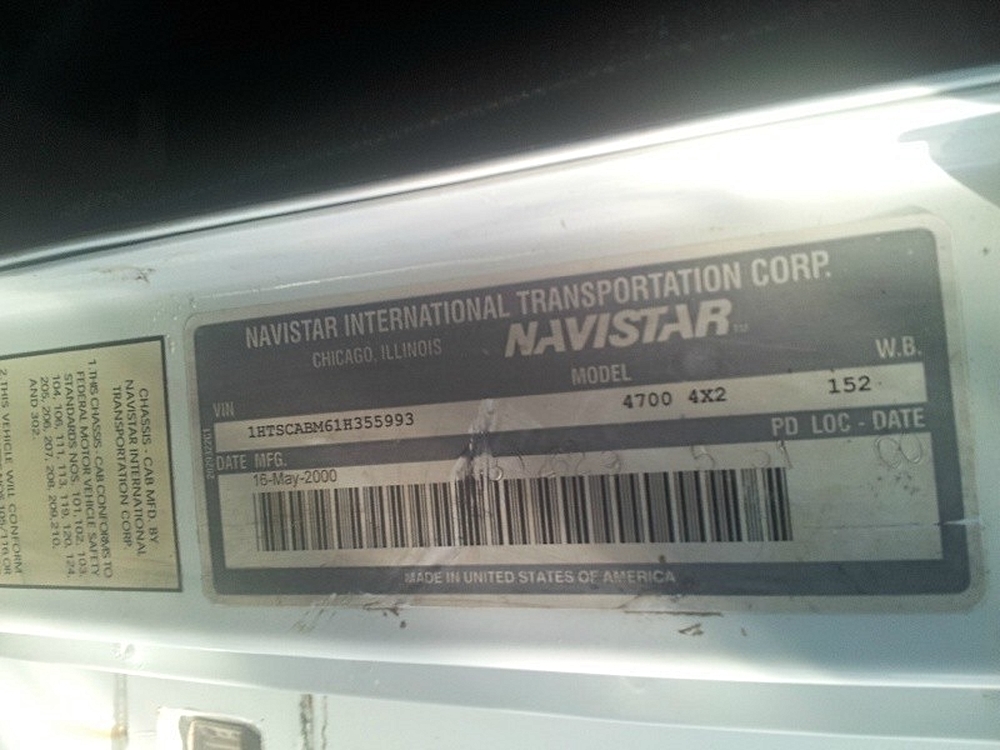 NAVISTAR INTERNATIONAL TRANSPORTATION CORP.
CHICAGO, ILLINOIS NAVISTAR™
VIN MODEL W.B.
1HTSCABM61H355993 4700 4X2 152
DATE MFG. PD LOC - DATE
16-May-2000
MADE IN UNITED STATES OF AMERICA
CHASSIS - CAB MFD. BY
NAVISTAR INTERNATIONAL
TRANSPORTATION CORP.
1.THIS CHASSIS-CAB CONFORMS TO
FEDERAL MOTOR VEHICLE SAFETY
STANDARDS NOS. 101, 102, 103,
104, 106, 111, 113, 119, 120, 124,
205, 206, 207, 208, 209, 210,
AND 302.
2.THIS VEHICLE WILL CONFORM